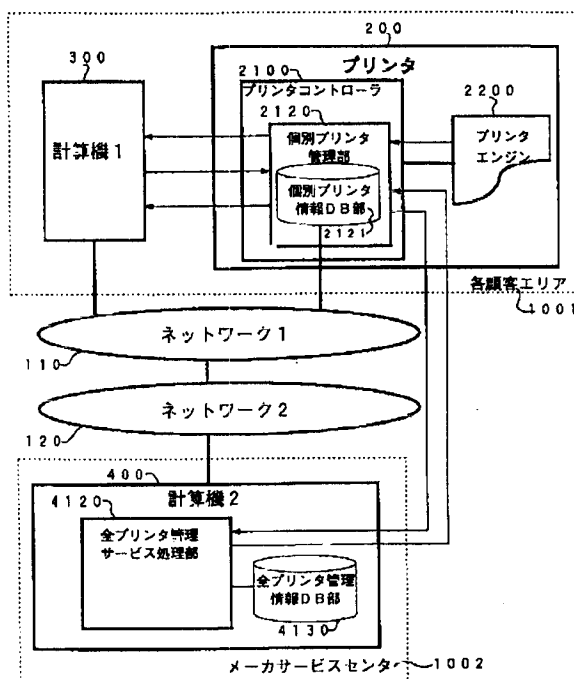 200
300
プリンタ
2100
プリンタコントローラ
2120
2200
計算機1
個別プリンタ
管理部
プリンタ
エンジン
個別プリンタ
情報DB部
2121
各顧客エリア
1001
ネットワーク1
110
ネットワーク2
120
400
計算機2
4120
全プリンタ管理
サービス処理部
全プリンタ管理
情報DB部
4130
メーカサービスセンター
1002